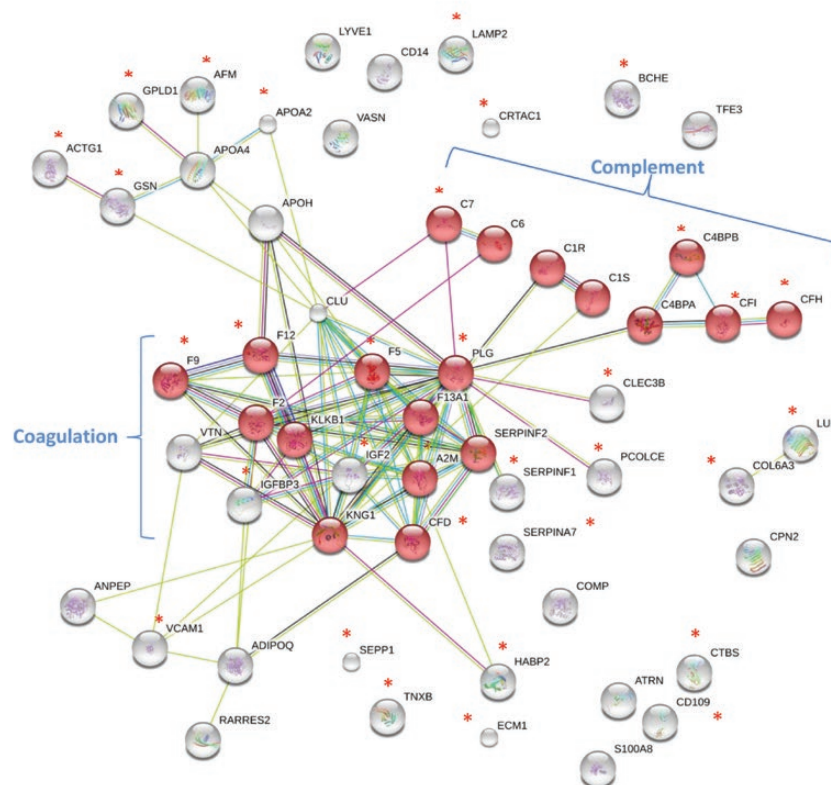 LYVE1
CD14
LAMP2
*
AFM
*
GPLD1
*
APOA2
*
BCHE
*
CRTAC1
*
TFE3
VASN
ACTG1
*
APOA4
GSN
*
Complement
APOH
C7
*
C6
C4BPB
*
C1R
C1S
C4BPA
CFI
*
CFH
*
CLU
F12
*
F9
*
F5
*
PLG
*
F13A1
CLEC3B
*
Coagulation
F2
KLKB1
VTN
IGF2
*
A2M
*
SERPINF2
LU
*
IGFBP3
*
SERPINF1
*
PCOLCE
*
COL6A3
*
KNG1
CFD
*
SERPINA7
*
CPN2
ANPEP
COMP
VCAM1
*
ADIPOQ
SEPP1
*
HABP2
*
CTBS
*
TNXB
*
ATRN
CD109
*
RARRES2
ECM1
*
S100A8